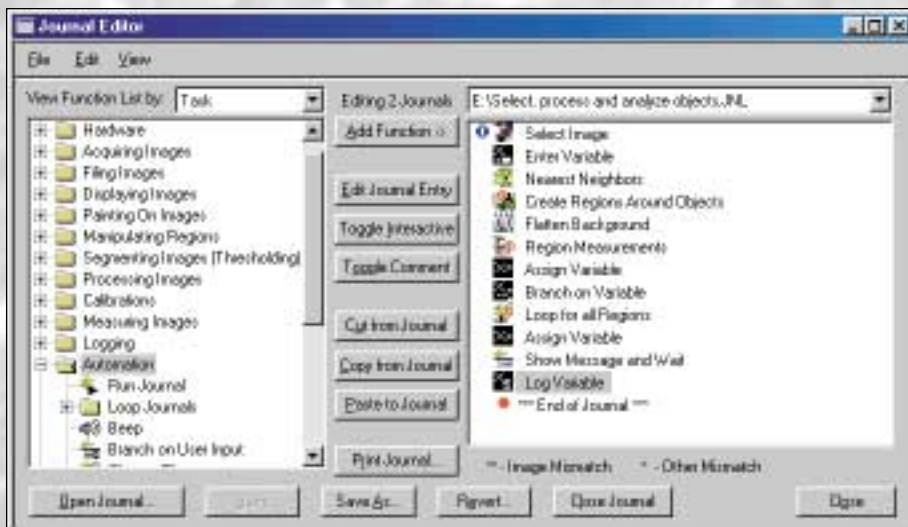 Journal Editor
File Edit View
View Function List by: Task
Hardware
Acquiring Images
Filing Images
Displaying Images
Painting On Images
Manipulating Regions
Segmenting Images (Thresholding)
Processing Images
Calibrations
Measuring Images
Logging
Automation
Run Journal
Loop Journals
Beep
Branch on User Input
Editing 2 Journals
Add Function >
Edit Journal Entry
Toggle Interactive
Toggle Comment
Cut from Journal
Copy from Journal
Paste to Journal
Print Journal...
E:\Select, process and analyze objects.JNL
Select Image
Enter Variable
Nearest Neighbors
Create Regions Around Objects
Flatten Background
Region Measurements
Assign Variable
Branch on Variable
Loop for all Regions
Assign Variable
Show Message and Wait
Log Variable
*** End of Journal ***
** - Image Mismatch * - Other Mismatch
Open Journal... Save As... Revert... Close Journal Close